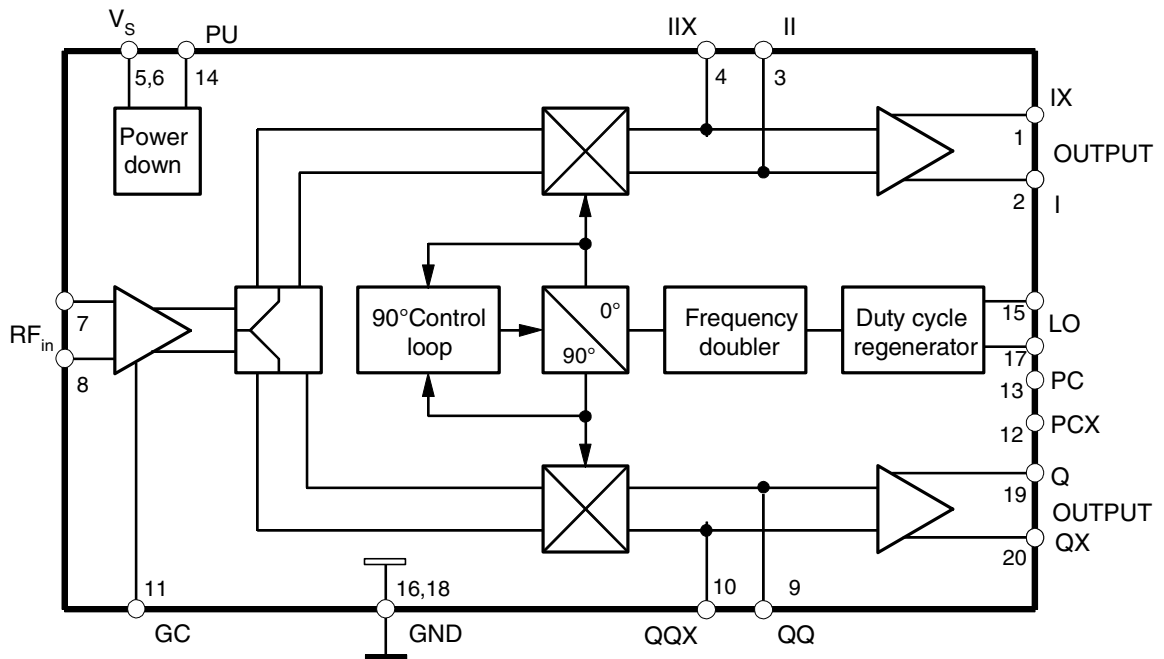 VS PU IIX II
5,6 14 4 3
IX
1
OUTPUT
2
I
Power
down
RFin
7
8
90°Control
loop
0°
90°
Frequency
doubler
Duty cycle
regenerator
15
LO
17
13 PC
12 PCX
Q
19
OUTPUT
20 QX
11 16,18 10 9
GC GND QQX QQ